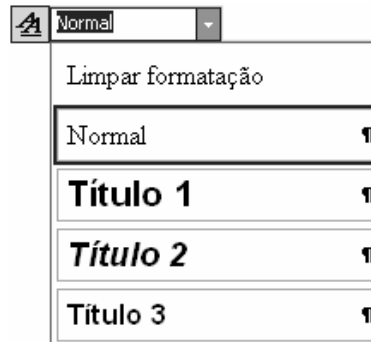 Normal
Limpar formatação
Normal ¶
Título 1 ¶
Título 2 ¶
Título 3 ¶